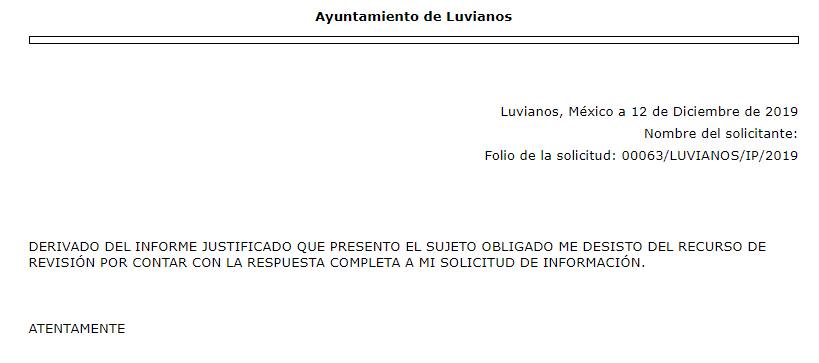 Ayuntamiento de Luvianos
Luvianos, México a 12 de Diciembre de 2019
Nombre del solicitante:
Folio de la solicitud: 00063/LUVIANOS/IP/2019
DERIVADO DEL INFORME JUSTIFICADO QUE PRESENTO EL SUJETO OBLIGADO ME DESISTO DEL RECURSO DE
REVISIÓN POR CONTAR CON LA RESPUESTA COMPLETA A MI SOLICITUD DE INFORMACIÓN.
ATENTAMENTE